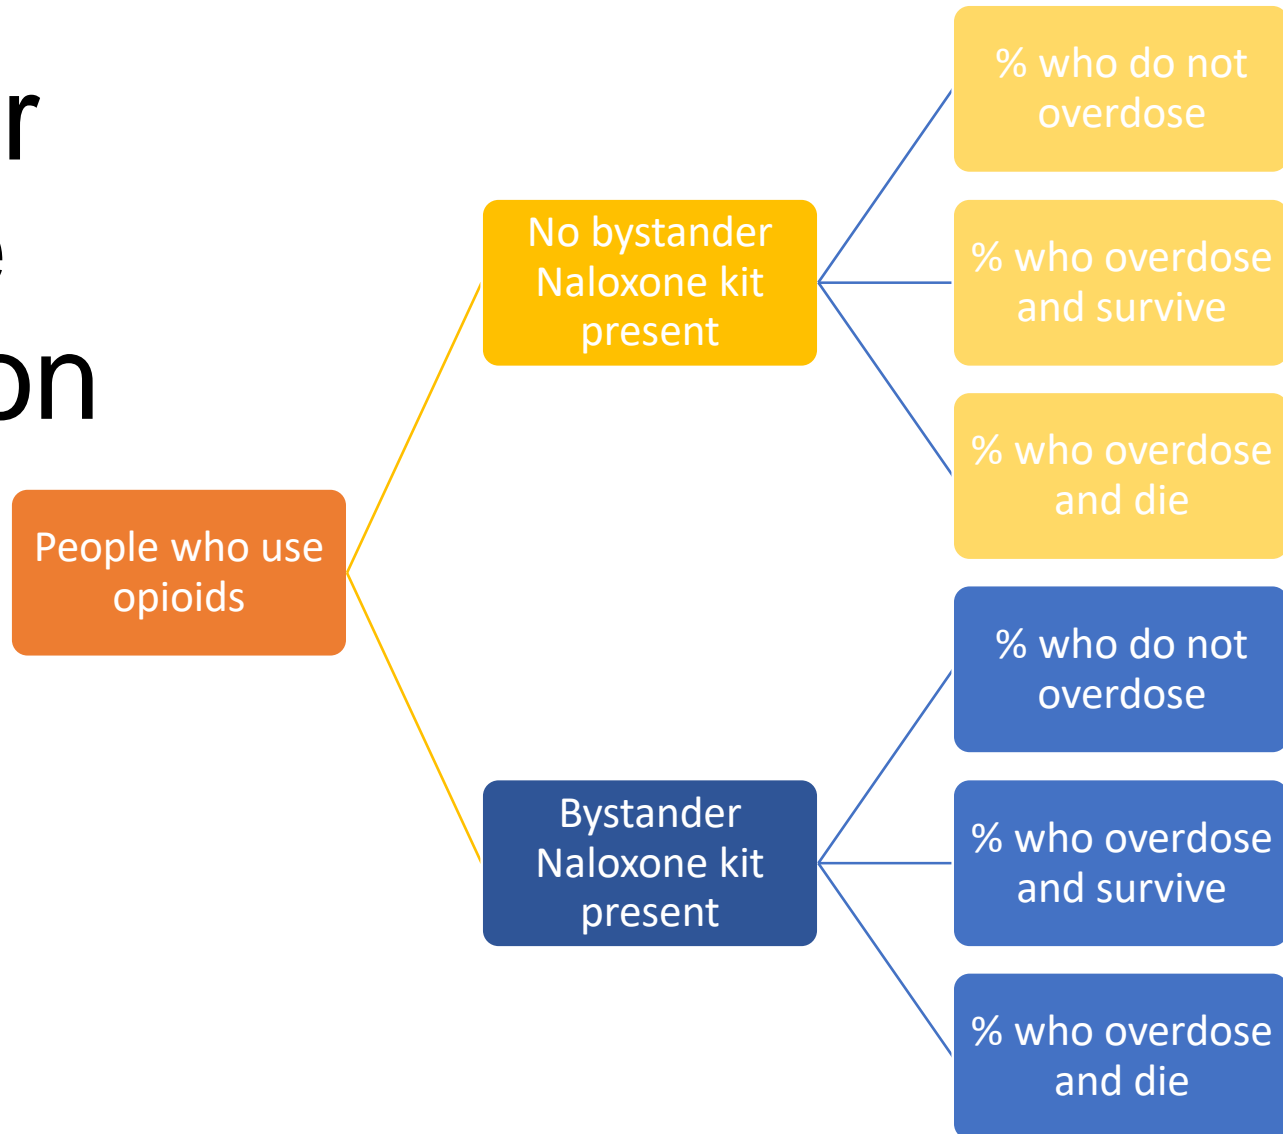 r
e
on
People who use
opioids
No bystander
Naloxone kit
present
Bystander
Naloxone kit
present
% who do not
overdose
% who overdose
and survive
% who overdose
and die
% who do not
overdose
% who overdose
and survive
% who overdose
and die